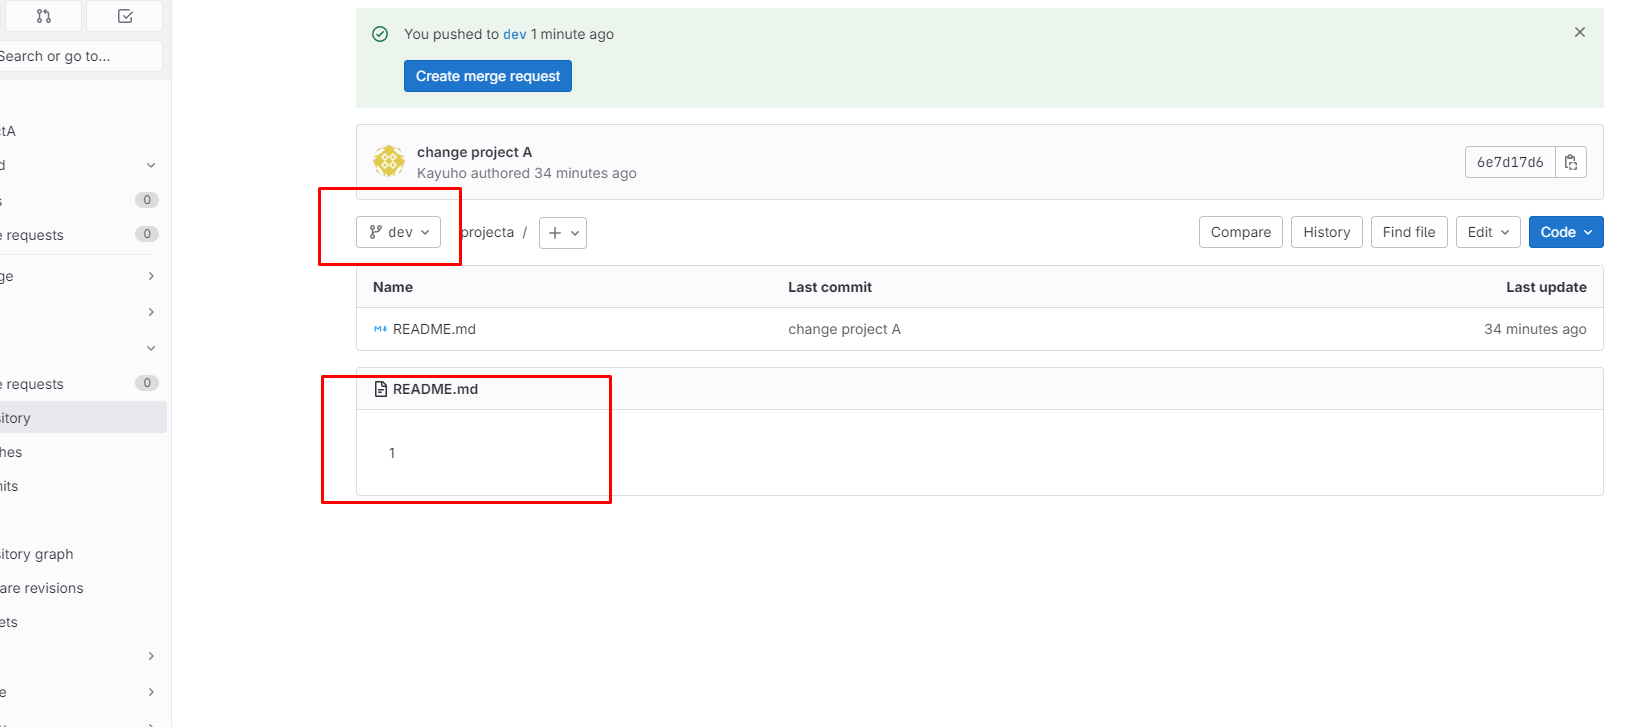 Search or go to...
You pushed to dev 1 minute ago
Create merge request
ctA
d
s
0
e requests 0
ge
e requests 0
sitory
hes
nits
sitory graph
are revisions
ets
e
change project A
Kayuho authored 34 minutes ago
6e7d17d6
dev
projecta /
Compare
History
Find file
Edit
Code
Name Last commit Last update
README.md change project A 34 minutes ago
README.md
1